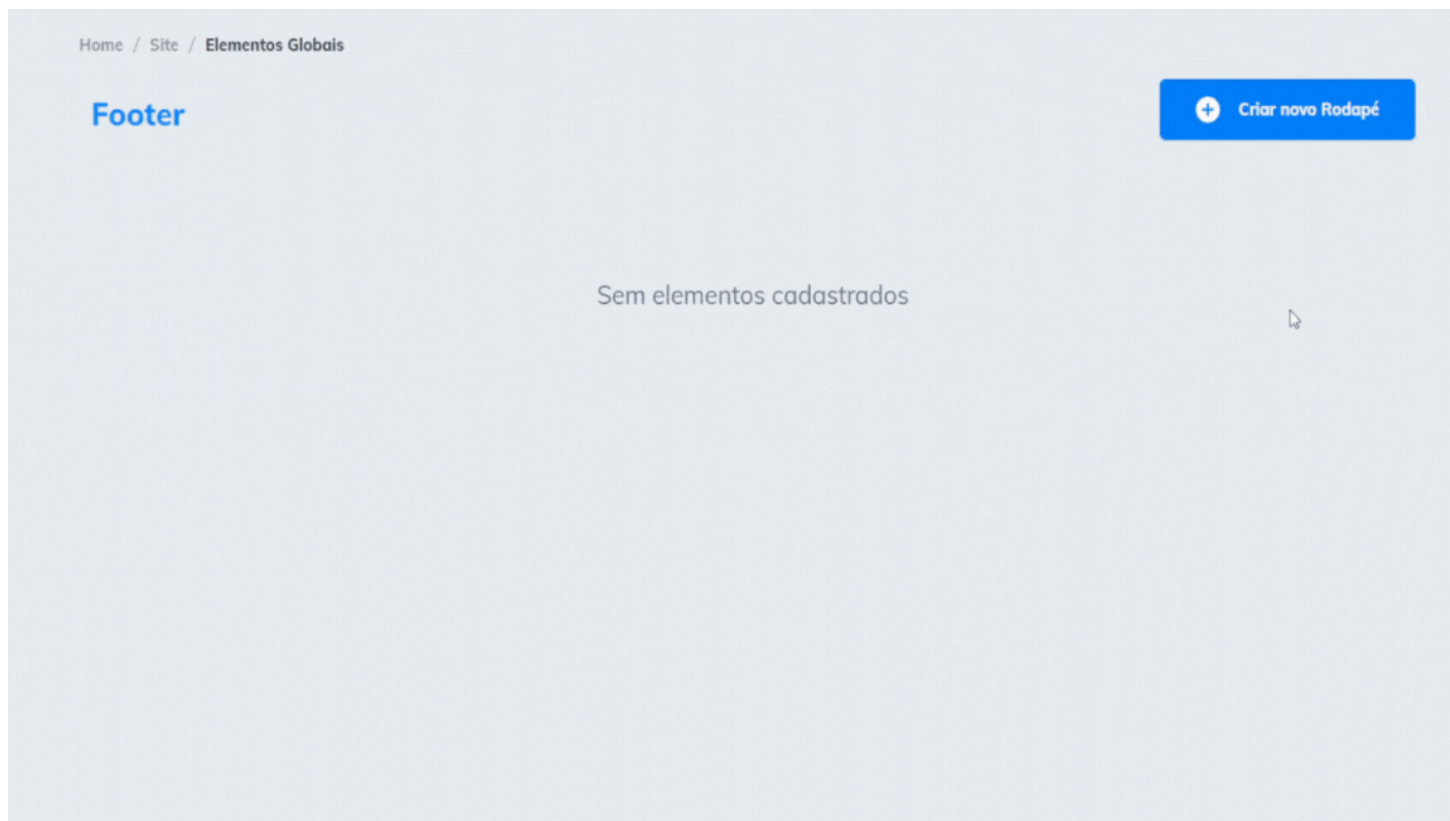 Home / Site / Elementos Globais
Footer
Criar novo Rodapé
Sem elementos cadastrados